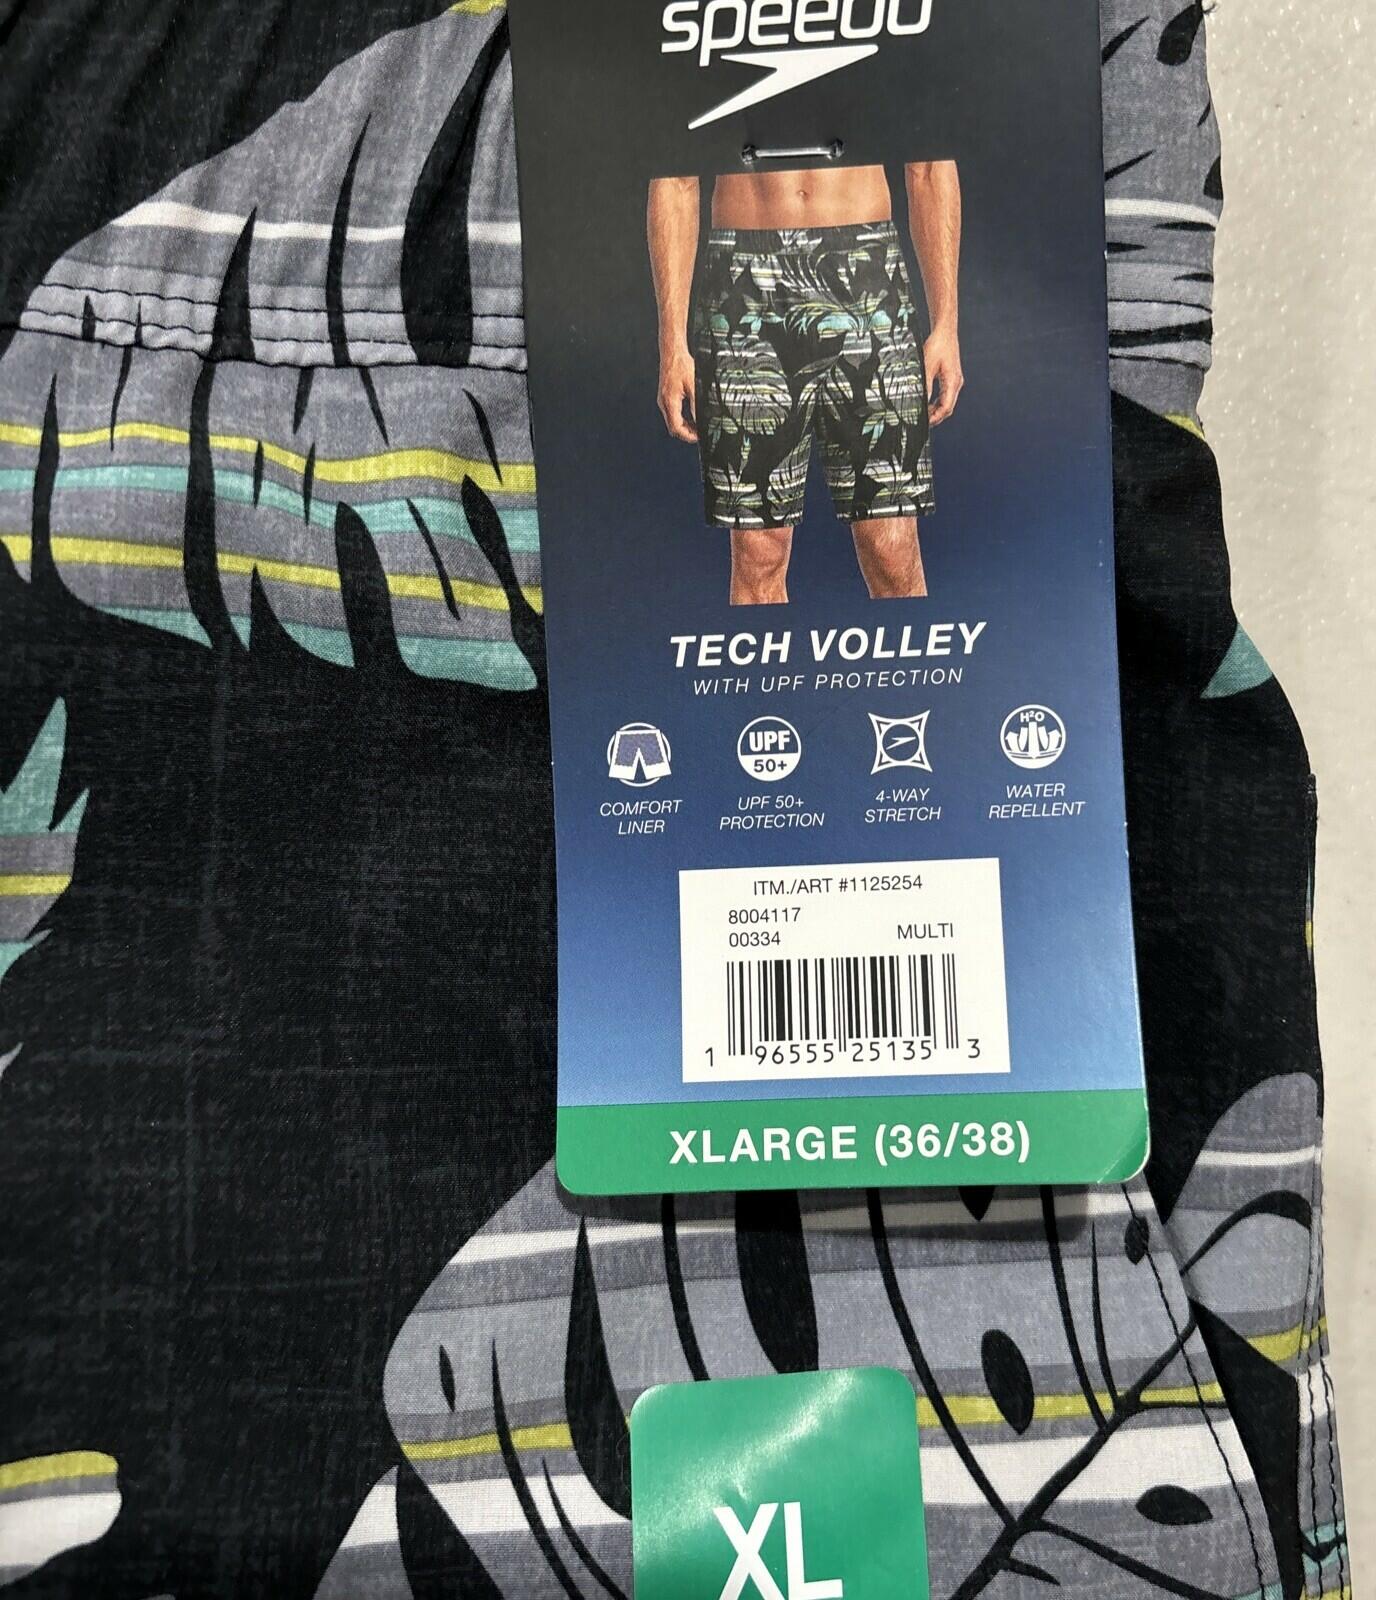 speedo
TECH VOLLEY
WITH UPF PROTECTION
UPF
50+
H²O
COMFORT
LINER
UPF 50+
PROTECTION
4-WAY
STRETCH
WATER
REPELLENT
ITM./ART #1125254
8004117
00334 MULTI
1 96555 25135 3
XLARGE (36/38)
XL